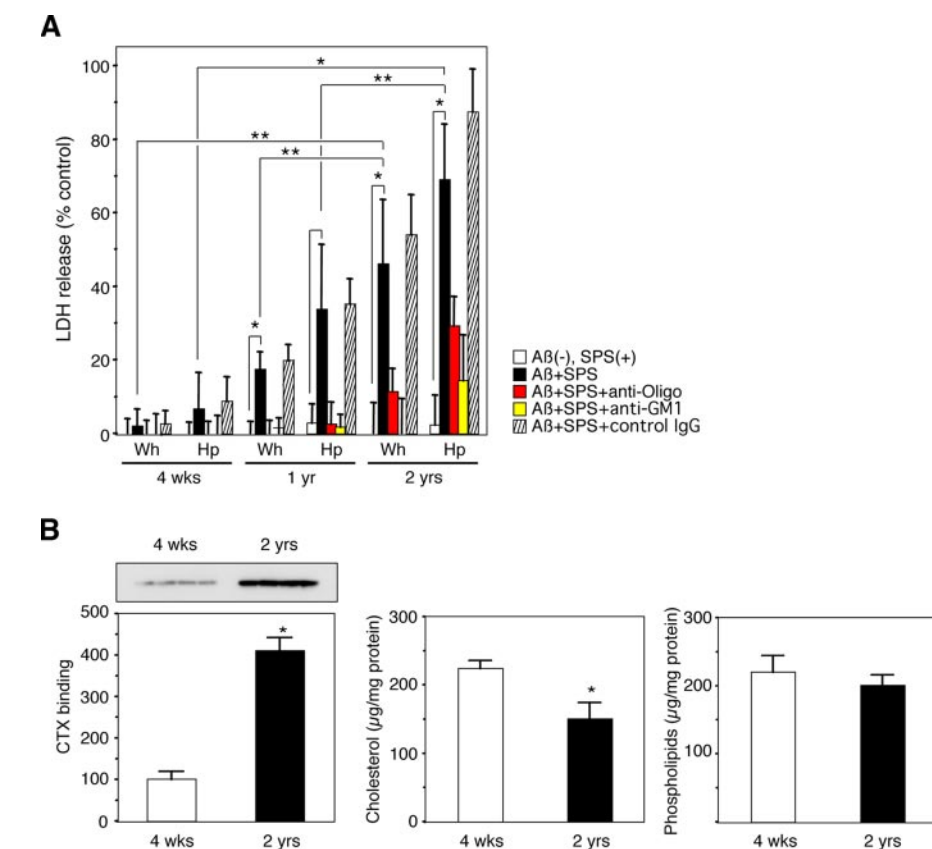 A
LDH release (% control)
100
80
60
40
20
0
*
**
**
**
*
*
*
Wh Hp Wh Hp Wh Hp
4 wks 1 yr 2 yrs
Aß(-), SPS(+)
Aß+SPS
Aß+SPS+anti-Oligo
Aß+SPS+anti-GM1
Aß+SPS+control IgG
B
4 wks 2 yrs
CTX binding
500
400
300
200
100
0
*
4 wks 2 yrs
Cholesterol (µg/mg protein)
300
200
100
0
*
4 wks 2 yrs
Phospholipids (µg/mg protein)
300
200
100
0
4 wks 2 yrs